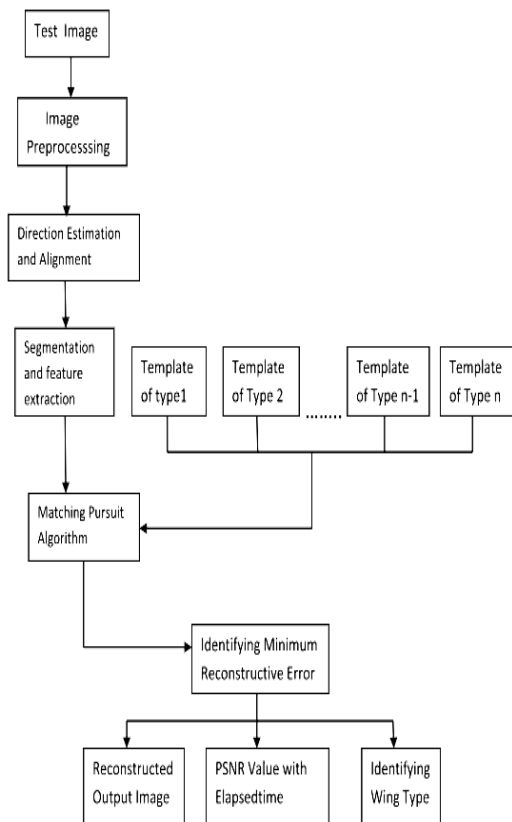 Test Image
Image
Preprocesssing
Direction Estimation
and Alignment
Segmentation
and feature
extraction
Template
of type1
Template
of Type 2
........
Template
of Type n-1
Template
of Type n
Matching Pursuit
Algorithm
Identifying Minimum
Reconstructive Error
Reconstructed
Output Image
PSNR Value with
Elapsedtime
Identifying
Wing Type